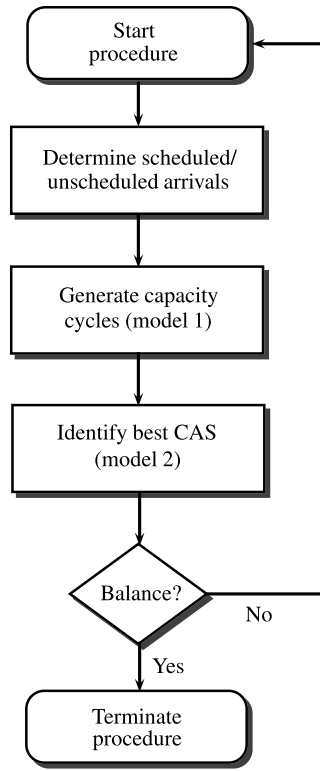 Start
procedure
Determine scheduled/
unscheduled arrivals
Generate capacity
cycles (model 1)
Identify best CAS
(model 2)
Balance?
No
Yes
Terminate
procedure